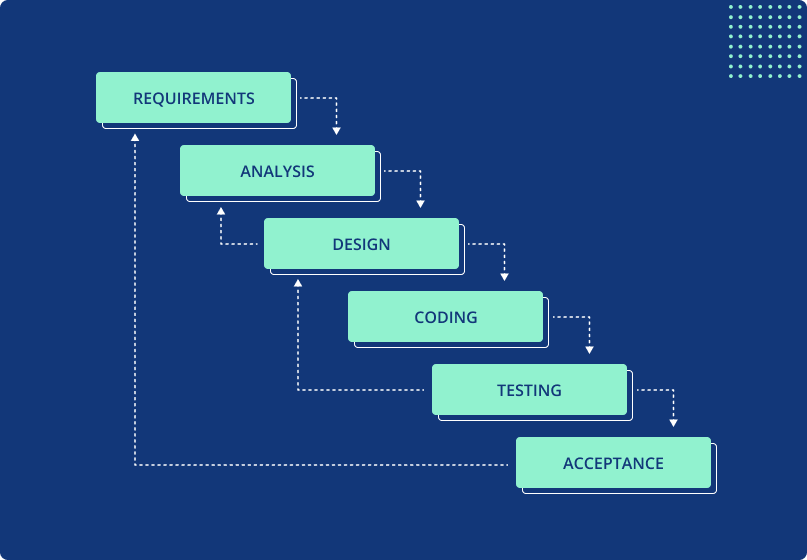 REQUIREMENTS
ANALYSIS
DESIGN
CODING
TESTING
ACCEPTANCE